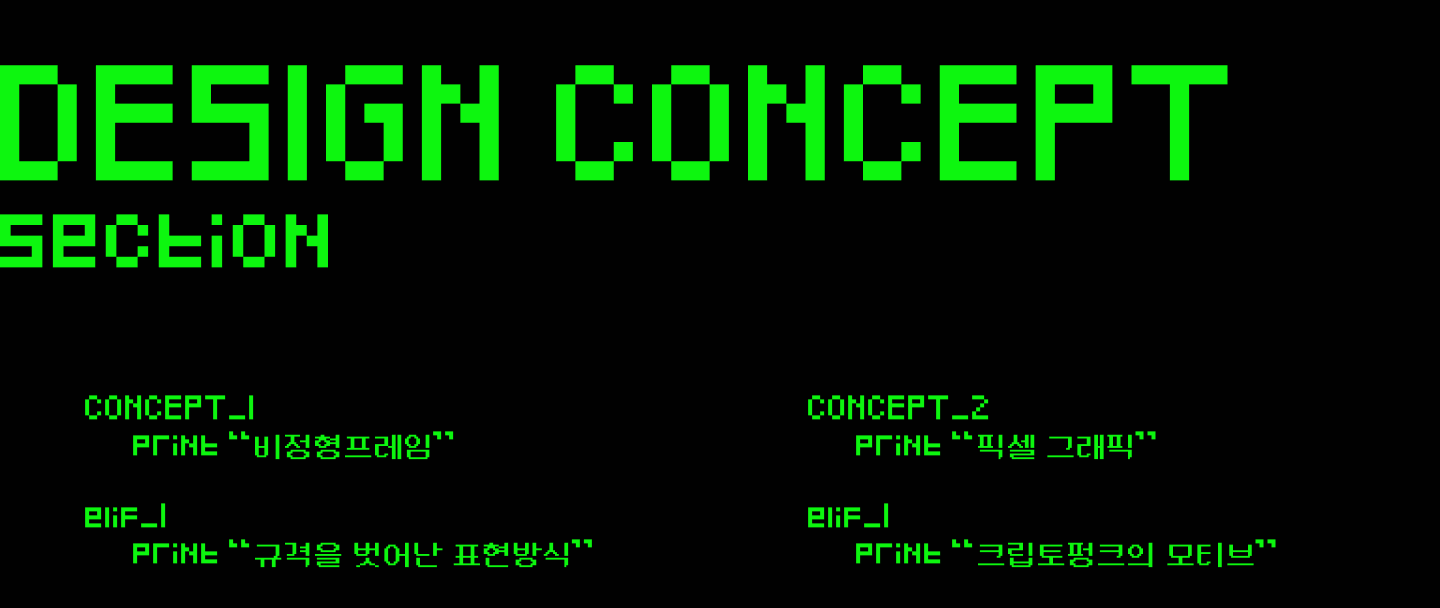 DESIGN CONCEPT
section
CONCEPT_1
print “비정형프레임”
elif_1
print “규격을 벗어난 표현방식”
CONCEPT_2
print “픽셀 그래픽”
elif_1
print “크립토펑크의 모티브”